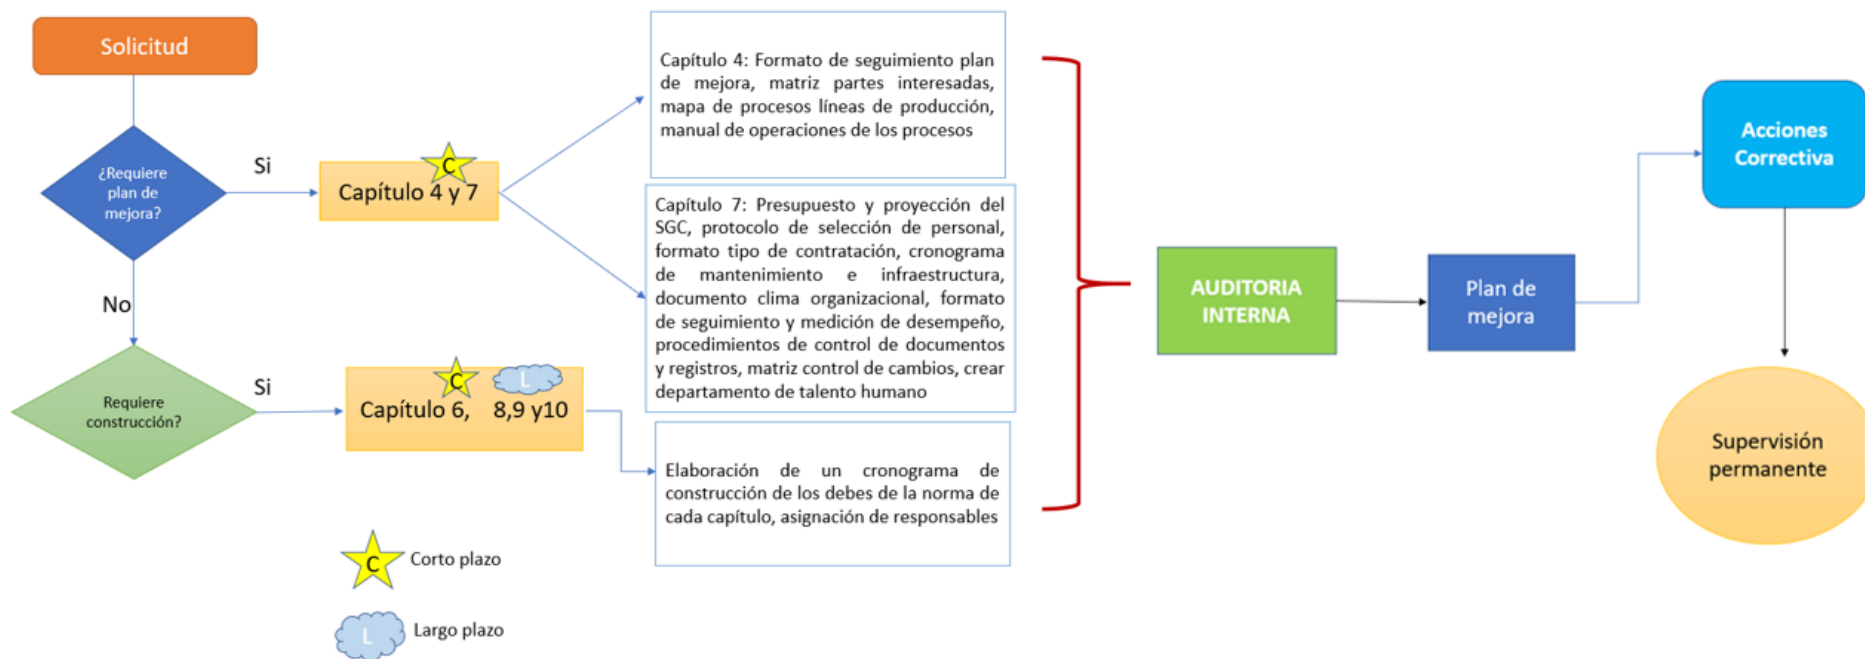 Solicitud
¿Requiere
plan de
mejora?
Si
C
Capítulo 4 y 7
Capítulo 4: Formato de seguimiento plan
de mejora, matriz partes interesadas,
mapa de procesos líneas de producción,
manual de operaciones de los procesos
Capítulo 7: Presupuesto y proyección del
SGC, protocolo de selección de personal,
formato tipo de contratación, cronograma
de mantenimiento e infraestructura,
documento clima organizacional, formato
de seguimiento y medición de desempeño,
procedimientos de control de documentos
y registros, matriz control de cambios, crear
departamento de talento humano
No
Requiere
construcción?
Si
C
L
Capítulo 6, 8,9 y10
Elaboración de un cronograma de
construcción de los debes de la norma de
cada capítulo, asignación de responsables
AUDITORIA
INTERNA
Plan de
mejora
Acciones
Correctiva
Supervisión
permanente
C
Corto plazo
L
Largo plazo